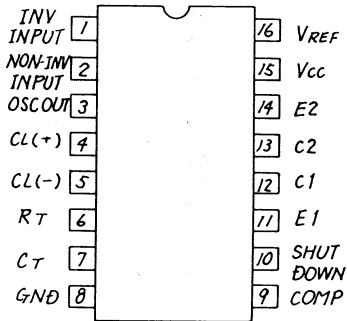 INV
INPUT 1
NON-INV
INPUT 2
OSC OUT 3
CL(+) 4
CL(-) 5
RT 6
CT 7
GND 8
16 VREF
15 VCC
14 E2
13 C2
12 C1
11 E1
10 SHUT
DOWN
9 COMP